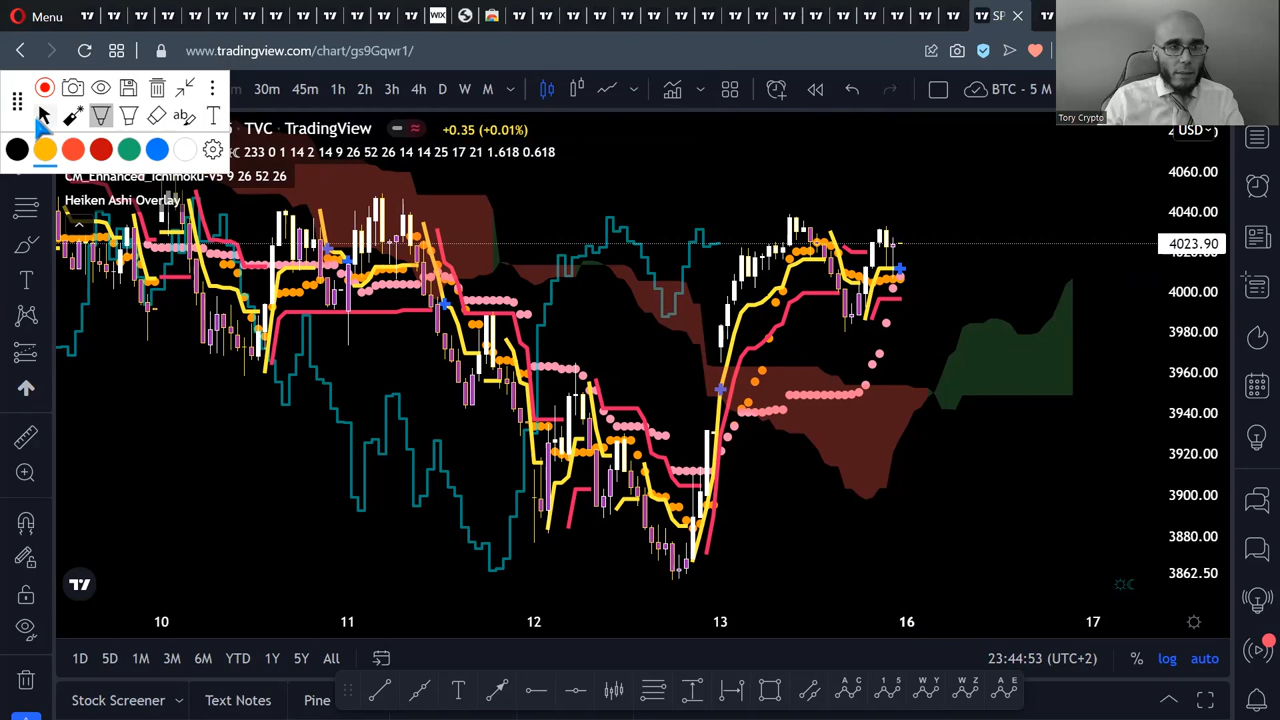 Menu
WIX
SP
www.tradingview.com/chart/gs9Gqwr1/
Tory Crypto
30m 45m 1h 2h 3h 4h D W M
BTC - 5 M
TVC · TradingView +0.35 (+0.01%)
USD
233 0 1 14 2 14 9 26 52 26 14 14 25 17 21 1.618 0.618
CM_Enhanced_Ichimoku-V5 9 26 52 26
Heiken Ashi Overlay
4060.00
4040.00
4023.90
4000.00
3980.00
3960.00
3940.00
3920.00
3900.00
3880.00
3862.50
10 11 12 13 16 17
1D 5D 1M 3M 6M YTD 1Y 5Y All
23:44:53 (UTC+2) % log auto
Stock Screener Text Notes Pine